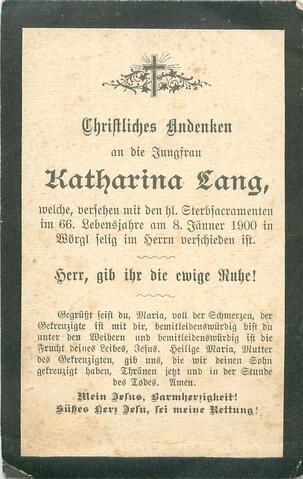 Christliches Andenken
an die Jungfrau
Katharina Lang,
welche, versehen mit den hl. Sterbsacramenten
im 66. Lebensjahre am 8. Jänner 1900 in
Wörgl selig im Herrn verschieden ist.
Herr, gib ihr die ewige Ruhe!
Gegrüßt seist du, Maria, voll der Schmerzen, der
Gekreuzigte ist mit dir, bemitleidenswürdig bist du
unter den Weibern und bemitleidenswürdig ist die
Frucht deines Leibes, Jesus. Heilige Maria, Mutter
des Gekreuzigten, gib uns, die wir deinen Sohn
gekreuzigt haben, Thränen jetzt und in der Stunde
des Todes. Amen.
Mein Jesus, Barmherzigkeit!
Süßes Herz Jesu, sei meine Rettung!